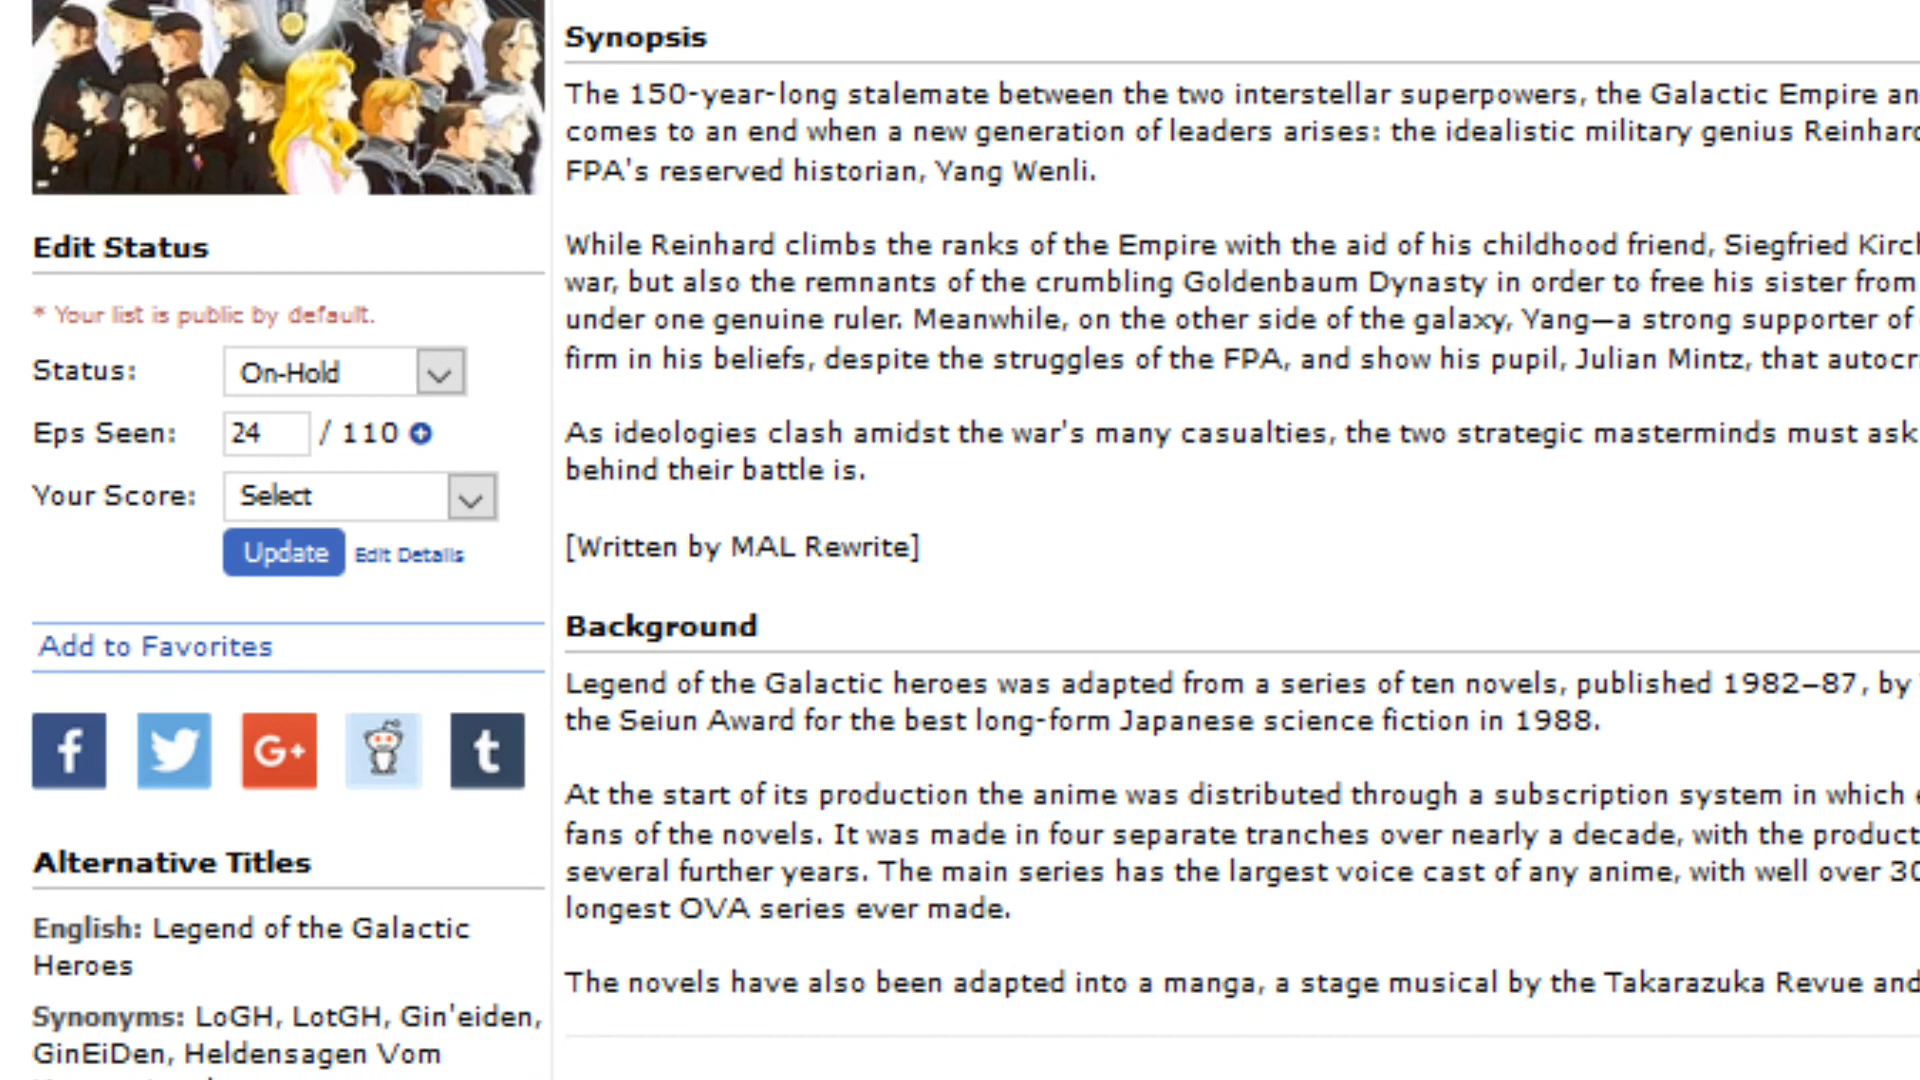 Edit Status
* Your list is public by default.
Status: On-Hold
Eps Seen: 24 / 110
Your Score: Select
Update Edit Details
Add to Favorites
f G+ t
Alternative Titles
English: Legend of the Galactic
Heroes
Synonyms: LoGH, LotGH, Gin'eiden,
GinEiDen, Heldensagen Vom
Synopsis
The 150-year-long stalemate between the two interstellar superpowers, the Galactic Empire
comes to an end when a new generation of leaders arises: the idealistic military genius
FPA's reserved historian, Yang Wenli.
While Reinhard climbs the ranks of the Empire with the aid of his childhood friend, Siegfried
war, but also the remnants of the crumbling Goldenbaum Dynasty in order to free his sister from
under one genuine ruler. Meanwhile, on the other side of the galaxy, Yang—a strong supporter of
firm in his beliefs, despite the struggles of the FPA, and show his pupil, Julian Mintz, that
As ideologies clash amidst the war's many casualties, the two strategic masterminds must ask
behind their battle is.
[Written by MAL Rewrite]
Background
Legend of the Galactic heroes was adapted from a series of ten novels, published 1982–87, by
the Seiun Award for the best long-form Japanese science fiction in 1988.
At the start of its production the anime was distributed through a subscription system in which
fans of the novels. It was made in four separate tranches over nearly a decade, with the
several further years. The main series has the largest voice cast of any anime, with well over
longest OVA series ever made.
The novels have also been adapted into a manga, a stage musical by the Takarazuka Revue and